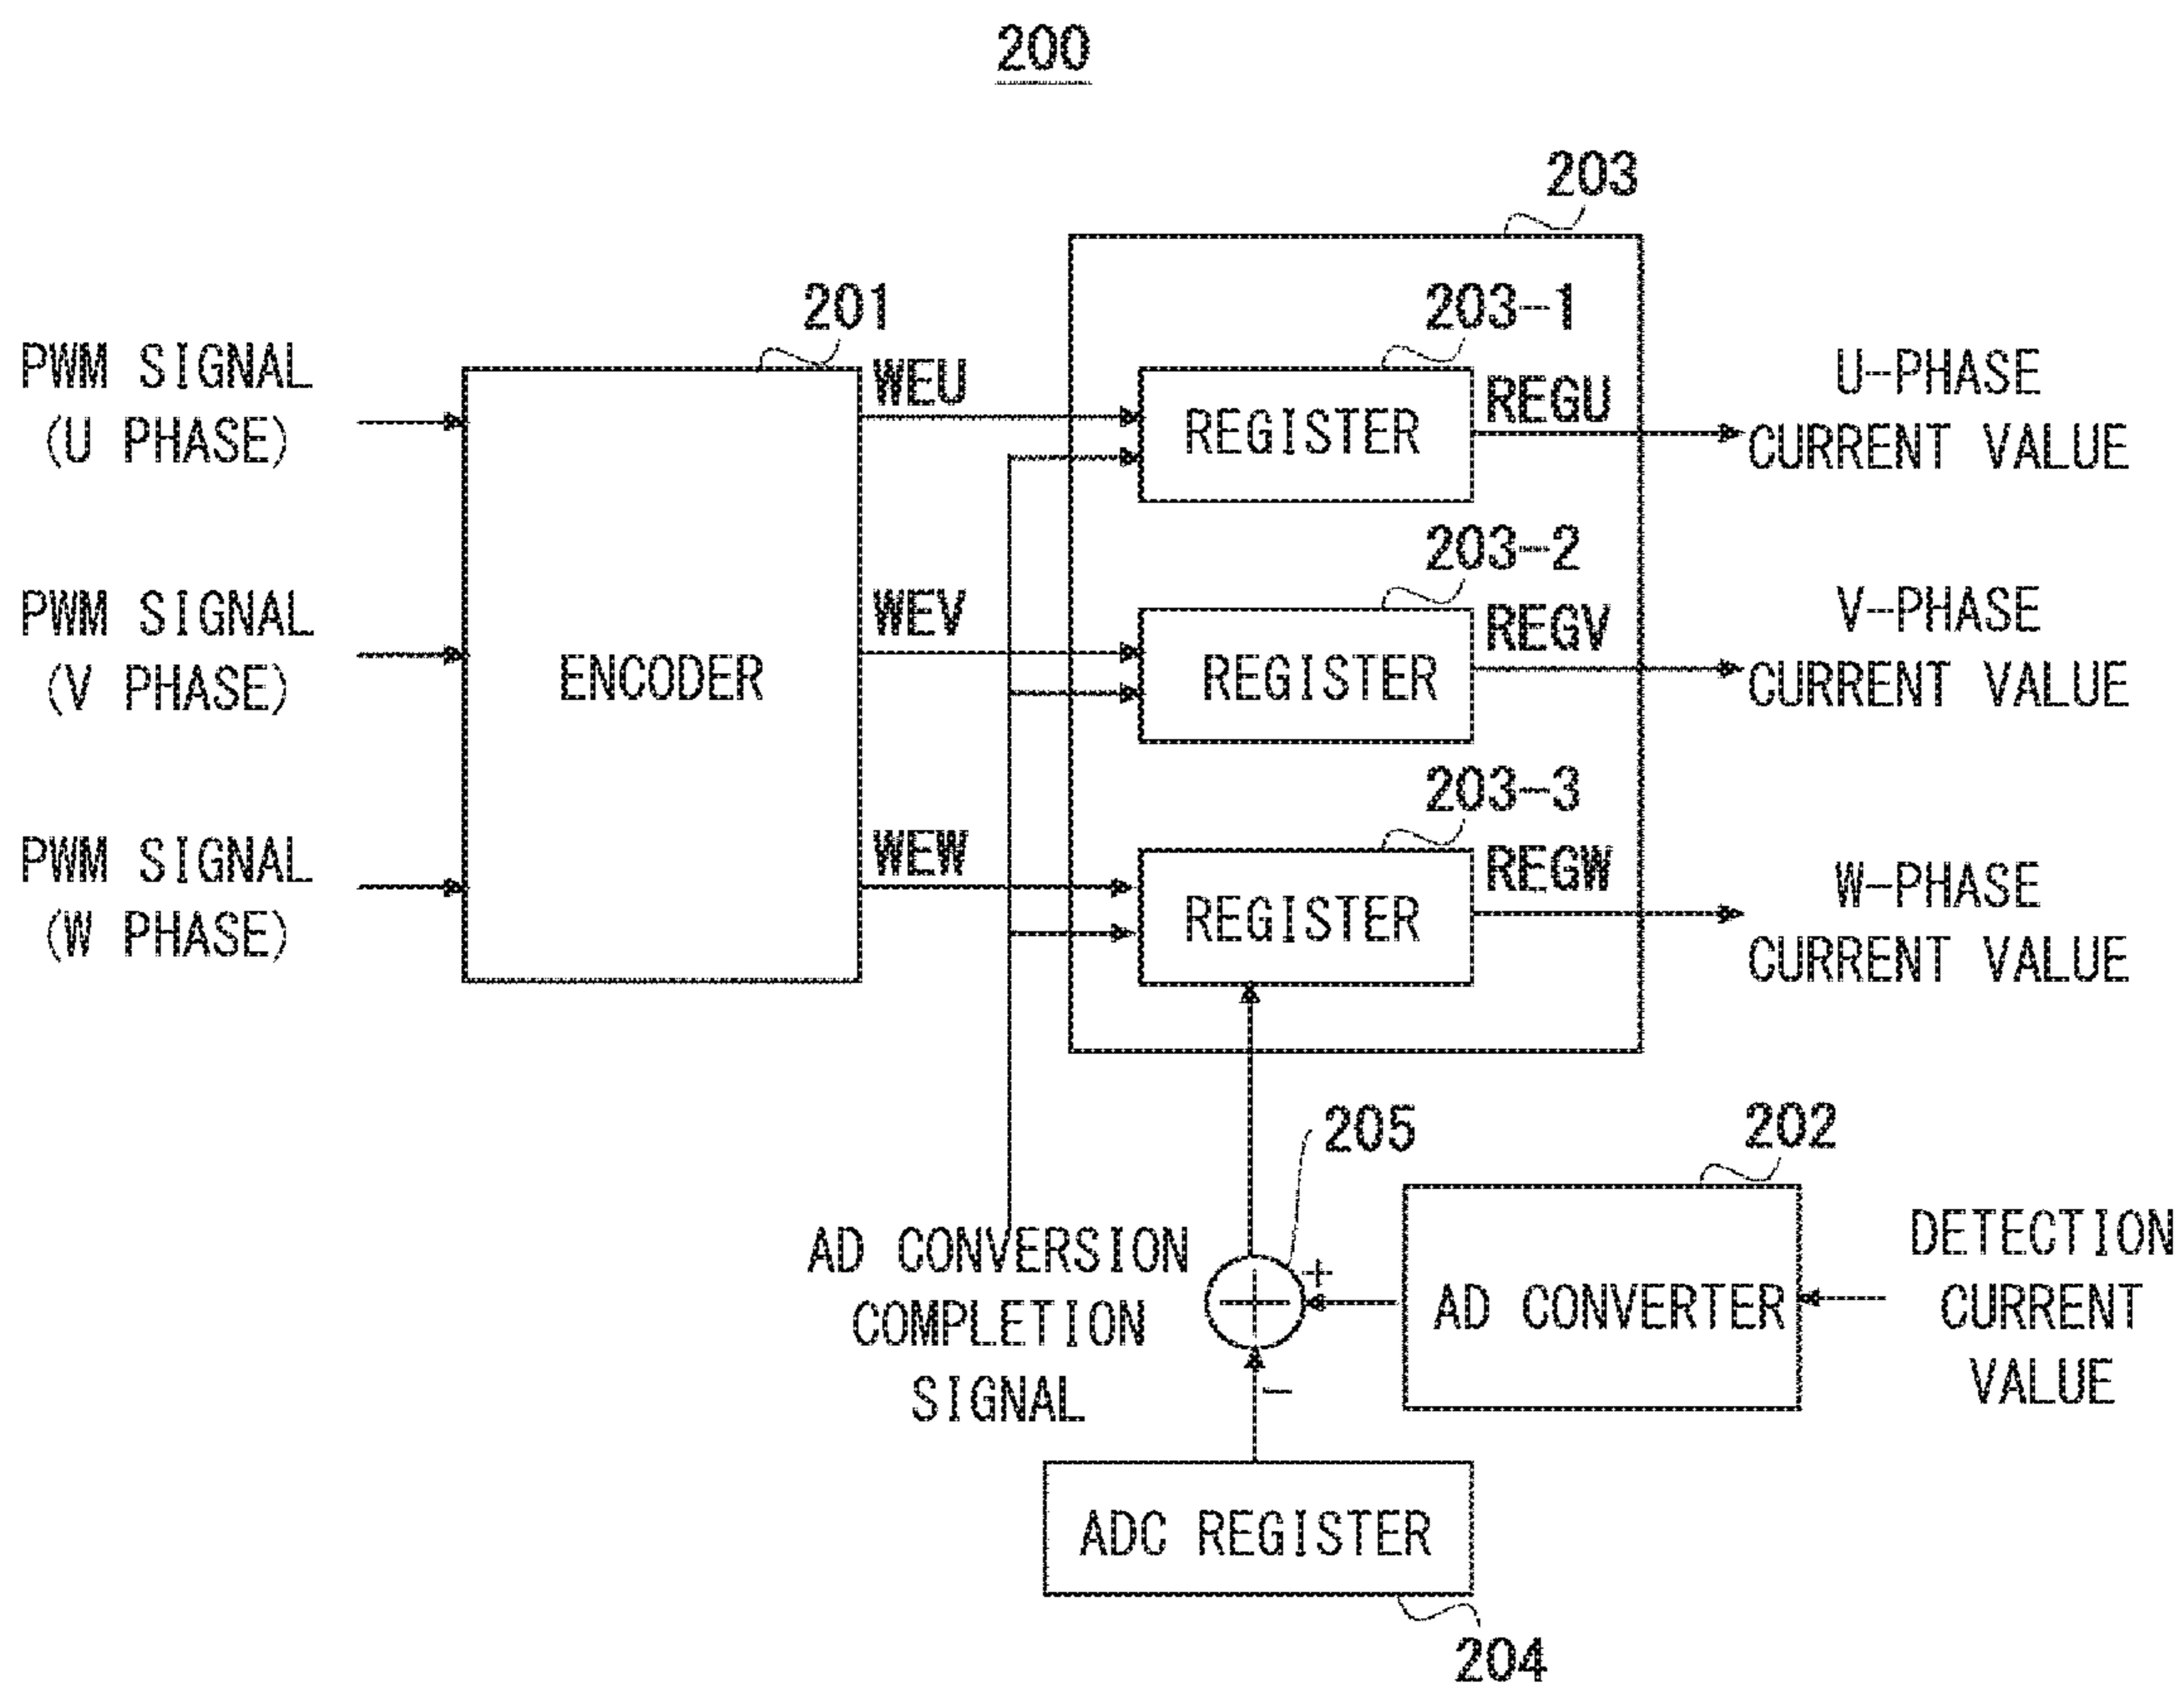 200
203
201
203-1
PWM SIGNAL
(U PHASE)
WEU
REGISTER
REGU
U-PHASE
CURRENT VALUE
203-2
PWM SIGNAL
(V PHASE)
ENCODER
WEV
REGISTER
REGV
V-PHASE
CURRENT VALUE
203-3
PWM SIGNAL
(W PHASE)
WEW
REGISTER
REGW
W-PHASE
CURRENT VALUE
205
202
AD CONVERSION
COMPLETION
SIGNAL
+
−
AD CONVERTER
DETECTION
CURRENT
VALUE
ADC REGISTER
204